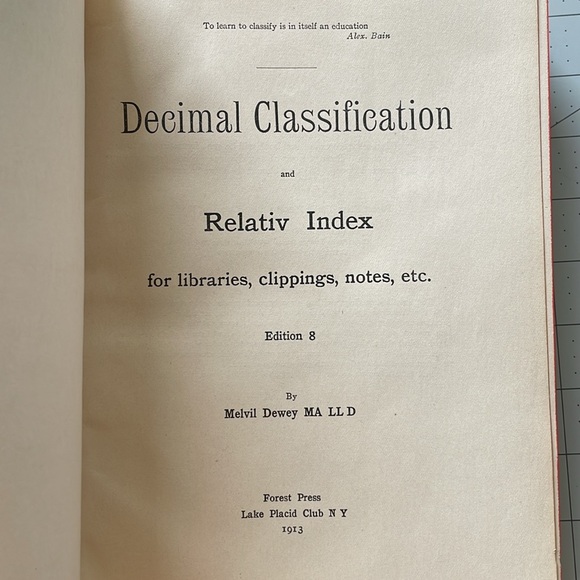 To learn to classify is in itself an education
Alex. Bain
Decimal Classification
and
Relativ Index
for libraries, clippings, notes, etc.
Edition 8
By
Melvil Dewey MA LL D
Forest Press
Lake Placid Club N Y
1913